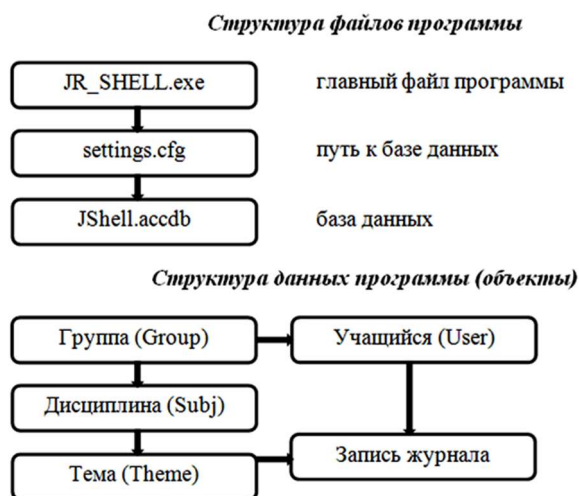 Структура файлов программы
JR_SHELL.exe главный файл программы
settings.cfg путь к базе данных
JShell.accdb база данных
Структура данных программы (объекты)
Группа (Group) Учащийся (User)
Дисциплина (Subj)
Тема (Theme) Запись журнала